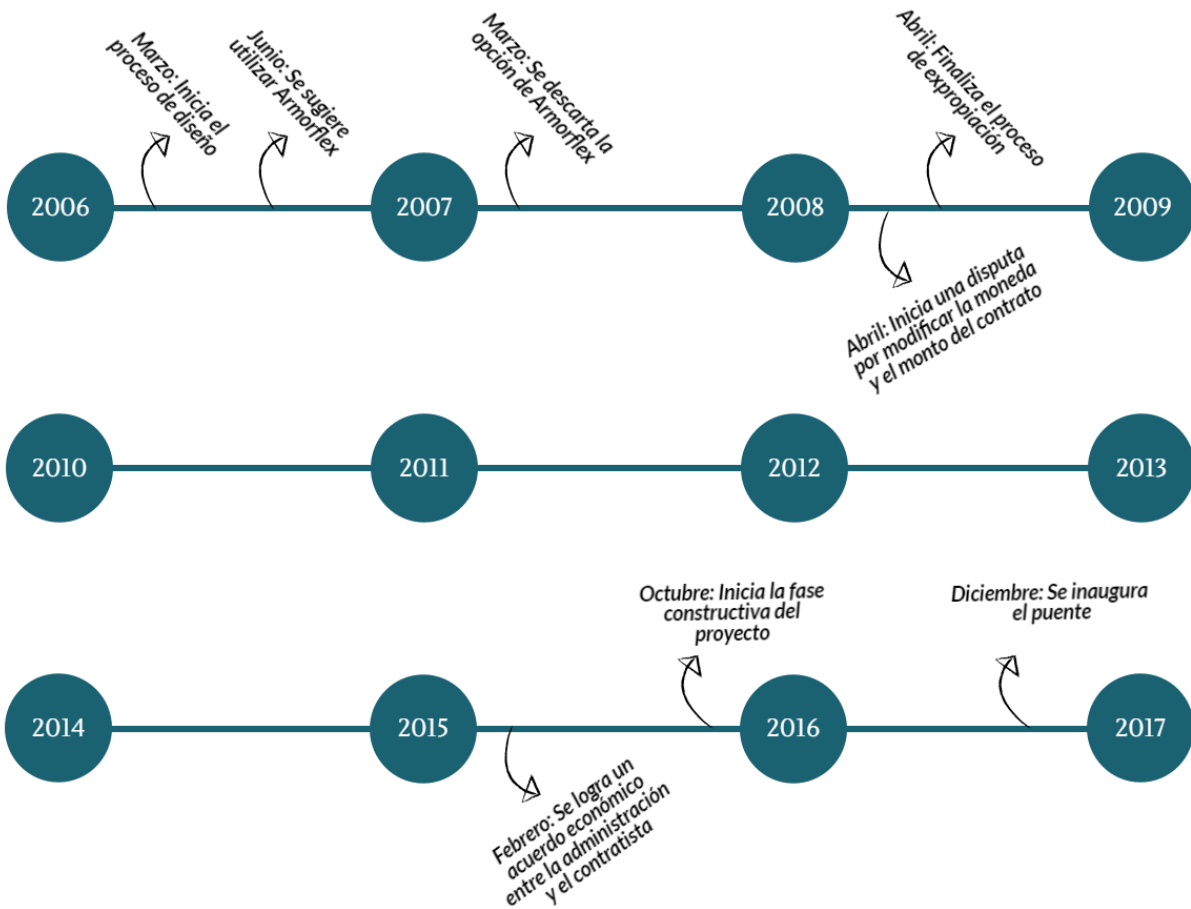 Marzo: Inicia el
proceso de diseño
Junio: Se sugiere
utilizar Armorflex
Marzo: Se descarta la
opción de Armorflex
Abril: Finaliza el proceso
de expropiación
2006
2007
2008
2009
Abril: Inicia una disputa
por modificar la moneda
y el monto del contrato
2010
2011
2012
2013
Octubre: Inicia la fase
constructiva del
proyecto
Diciembre: Se inaugura
el puente
2014
2015
2016
2017
Febrero: Se logra un
acuerdo económico
entre la administración
y el contratista